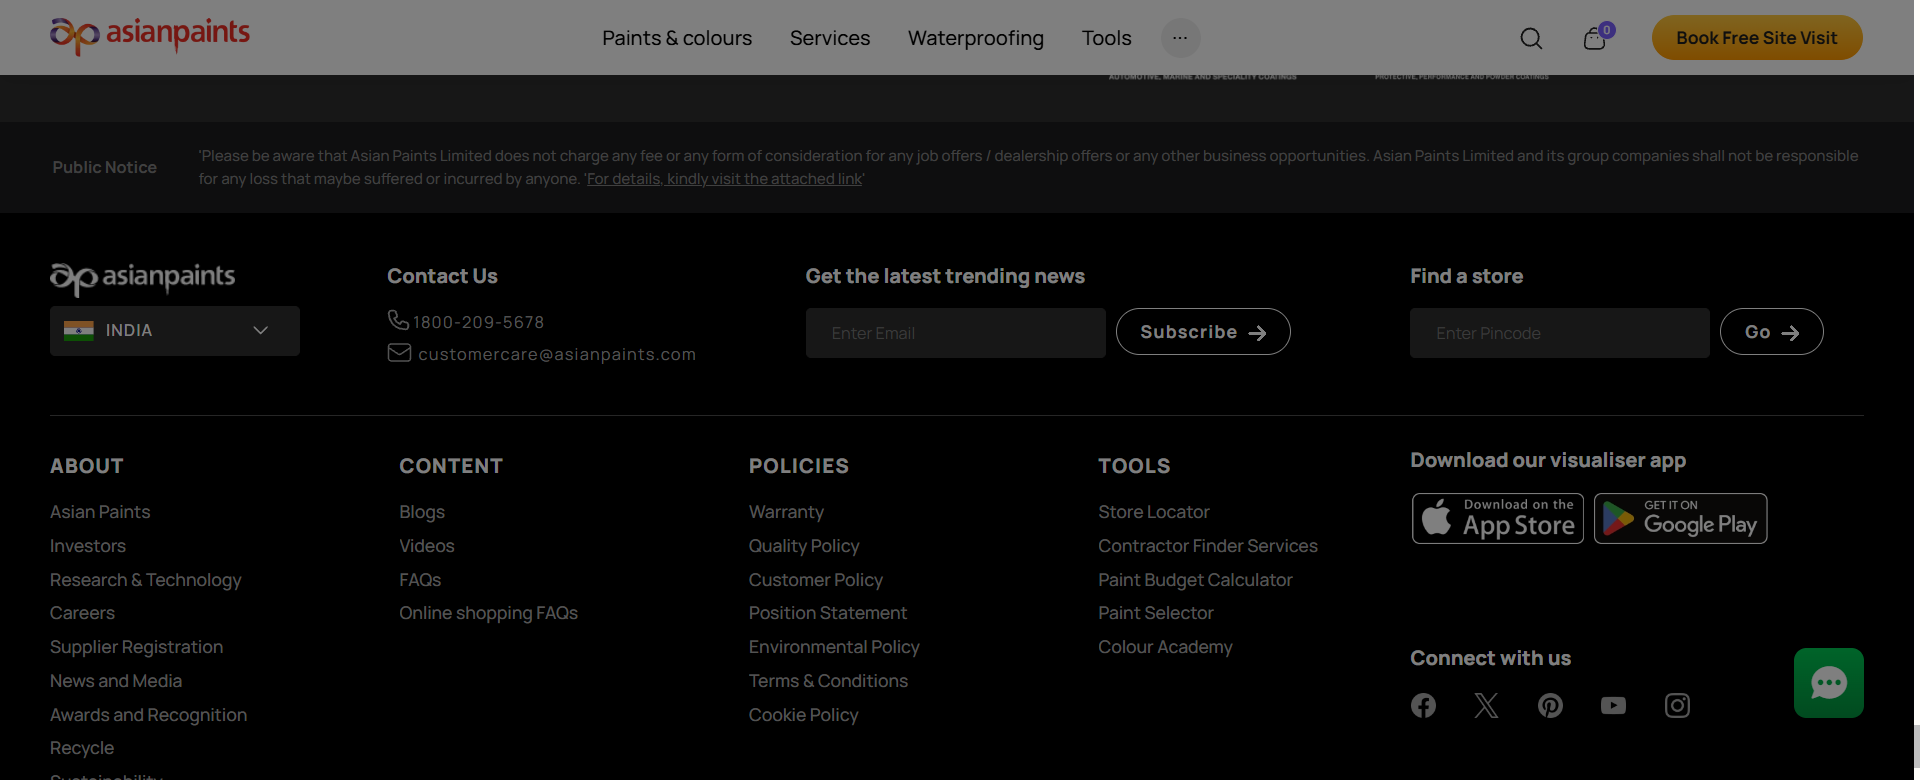 asianpaints
Paints & colours
Services
Waterproofing
Tools
...
0
Book Free Site Visit
AUTOMOTIVE, MARINE AND SPECIALITY COATINGS
PROTECTIVE, PERFORMANCE AND POWDER COATINGS
Public Notice
'Please be aware that Asian Paints Limited does not charge any fee or any form of consideration for any job offers / dealership offers or any other business opportunities. Asian Paints Limited and its group companies shall not be responsible
for any loss that maybe suffered or incurred by anyone. 'For details, kindly visit the attached link'
asianpaints
INDIA
Contact Us
1800-209-5678
customercare@asianpaints.com
Get the latest trending news
Enter Email
Subscribe
Find a store
Enter Pincode
Go
ABOUT
Asian Paints
Investors
Research & Technology
Careers
Supplier Registration
News and Media
Awards and Recognition
Recycle
Sustainability
CONTENT
Blogs
Videos
FAQs
Online shopping FAQs
POLICIES
Warranty
Quality Policy
Customer Policy
Position Statement
Environmental Policy
Terms & Conditions
Cookie Policy
TOOLS
Store Locator
Contractor Finder Services
Paint Budget Calculator
Paint Selector
Colour Academy
Download our visualiser app
Download on the
App Store
GET IT ON
Google Play
Connect with us